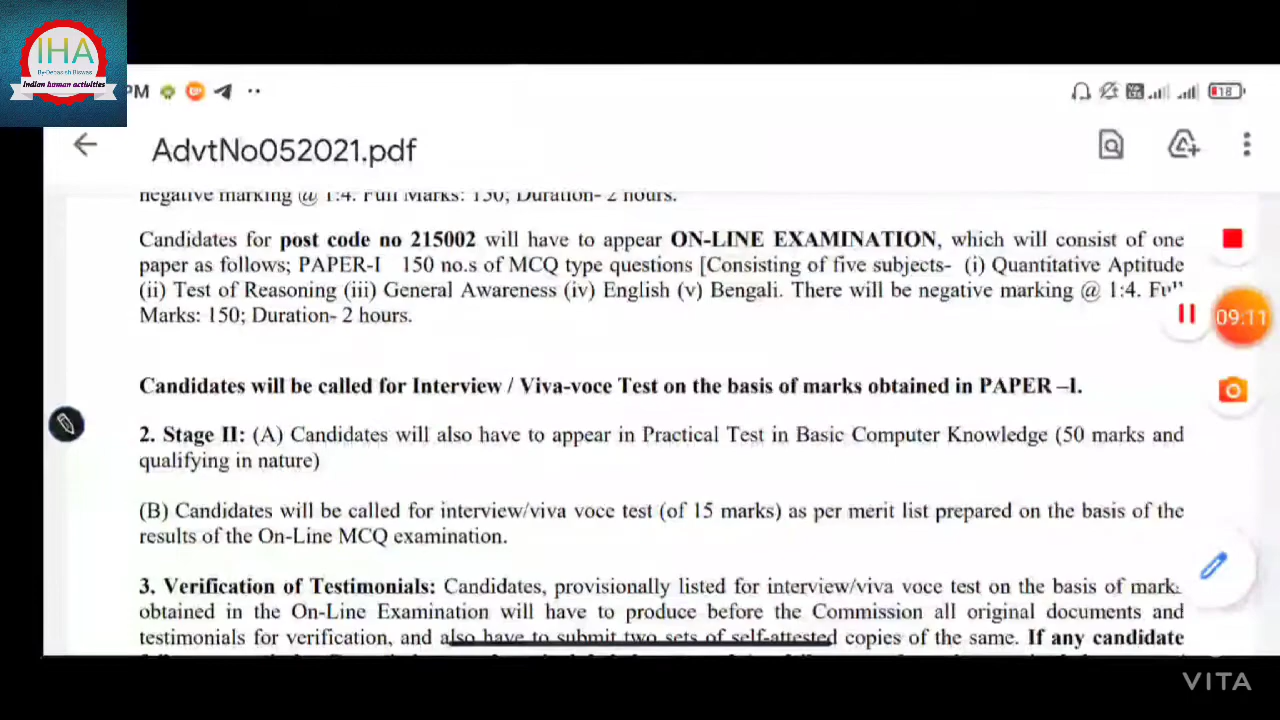 IHA
By-Debasish Biswas
Indian human activities
PM
18
AdvtNo052021.pdf
negative marking @ 1:4. Full Marks: 150; Duration- 2 hours.
Candidates for post code no 215002 will have to appear ON-LINE EXAMINATION, which will consist of one
paper as follows; PAPER-I 150 no.s of MCQ type questions [Consisting of five subjects- (i) Quantitative Aptitude
(ii) Test of Reasoning (iii) General Awareness (iv) English (v) Bengali. There will be negative marking @ 1:4. Full
Marks: 150; Duration- 2 hours.
09:11
Candidates will be called for Interview / Viva-voce Test on the basis of marks obtained in PAPER –I.
2. Stage II: (A) Candidates will also have to appear in Practical Test in Basic Computer Knowledge (50 marks and
qualifying in nature)
(B) Candidates will be called for interview/viva voce test (of 15 marks) as per merit list prepared on the basis of the
results of the On-Line MCQ examination.
3. Verification of Testimonials: Candidates, provisionally listed for interview/viva voce test on the basis of marks
obtained in the On-Line Examination will have to produce before the Commission all original documents and
testimonials for verification, and also have to submit two sets of self-attested copies of the same. If any candidate
VITA